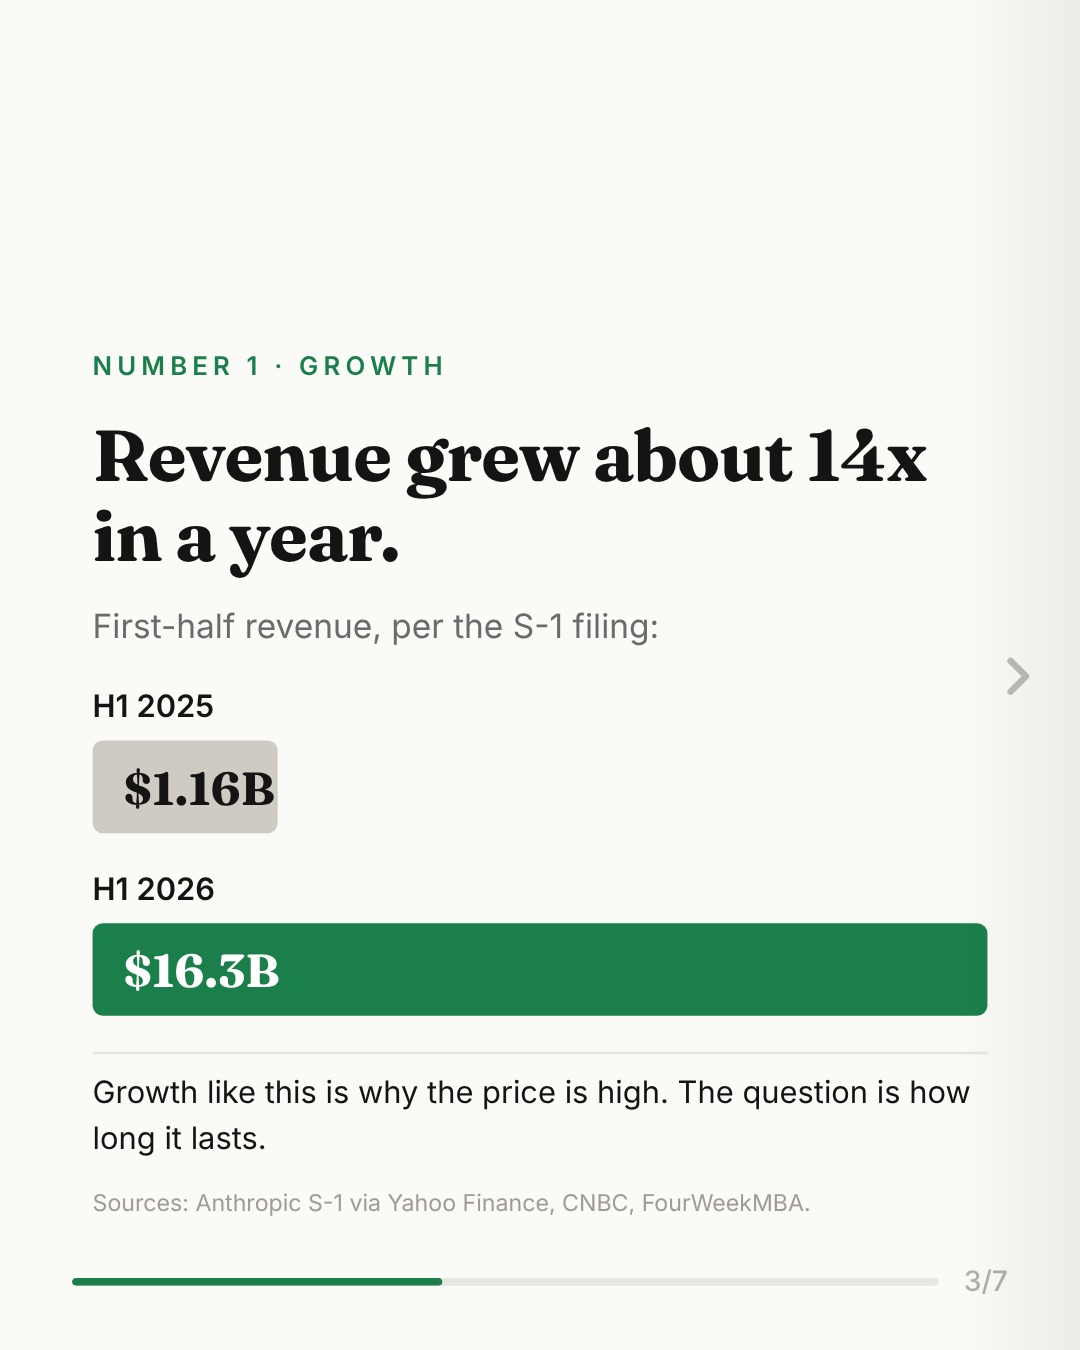 NUMBER 1 · GROWTH
Revenue grew about 14x
in a year.
First-half revenue, per the S-1 filing:
H1 2025
$1.16B
H1 2026
$16.3B
Growth like this is why the price is high. The question is how
long it lasts.
Sources: Anthropic S-1 via Yahoo Finance, CNBC, FourWeekMBA.
3/7